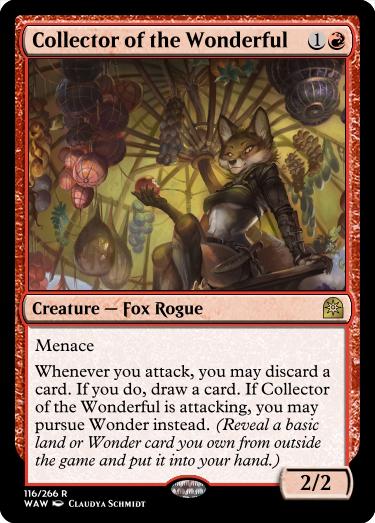 Collector of the Wonderful 1
Creature — Fox Rogue
Menace
Whenever you attack, you may discard a
card. If you do, draw a card. If Collector
of the Wonderful is attacking, you may
pursue Wonder instead. (Reveal a basic
land or Wonder card you own from outside
the game and put it into your hand.)
2/2
116/266 R
WAW Claudya Schmidt